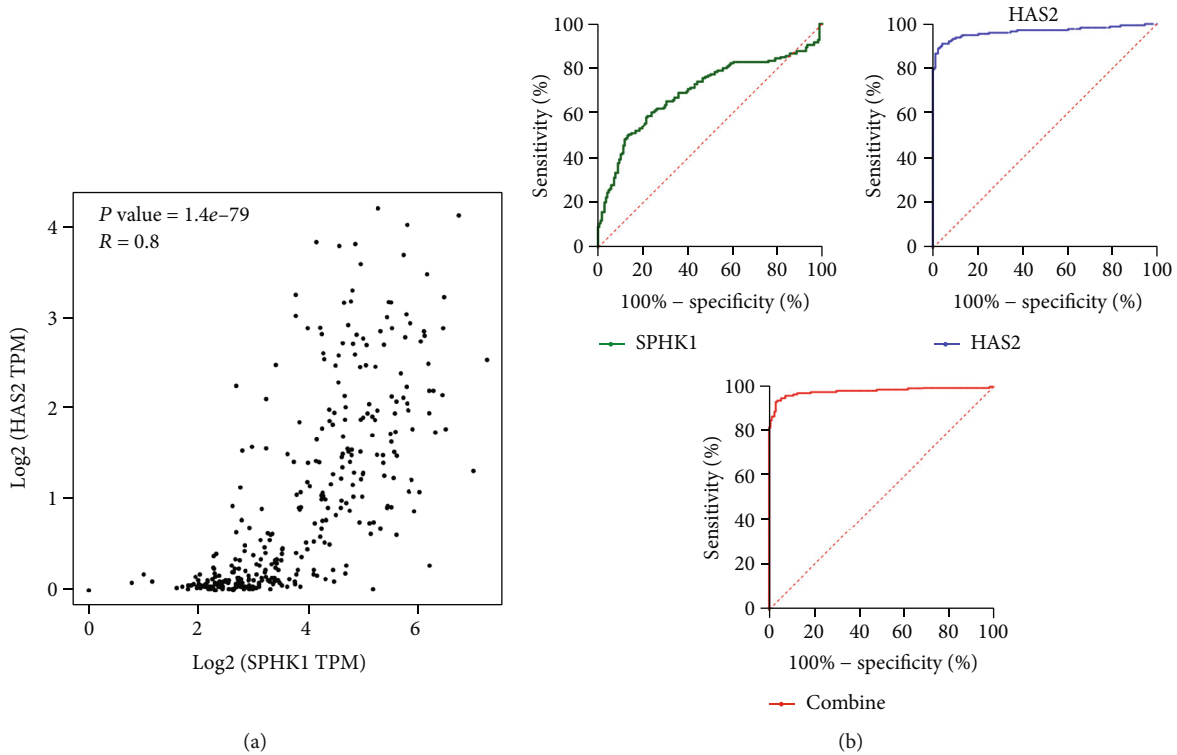 P value = 1.4e–79
R = 0.8
Log2 (HAS2 TPM)
4
3
2
1
0
0 2 4 6
Log2 (SPHK1 TPM)
(a)
Sensitivity (%)
100
80
60
40
20
0
0 20 40 60 80 100
100% – specificity (%)
SPHK1
HAS2
Sensitivity (%)
100
80
60
40
20
0
0 20 40 60 80 100
100% – specificity (%)
HAS2
Sensitivity (%)
100
80
60
40
20
0
0 20 40 60 80 100
100% – specificity (%)
Combine
(b)